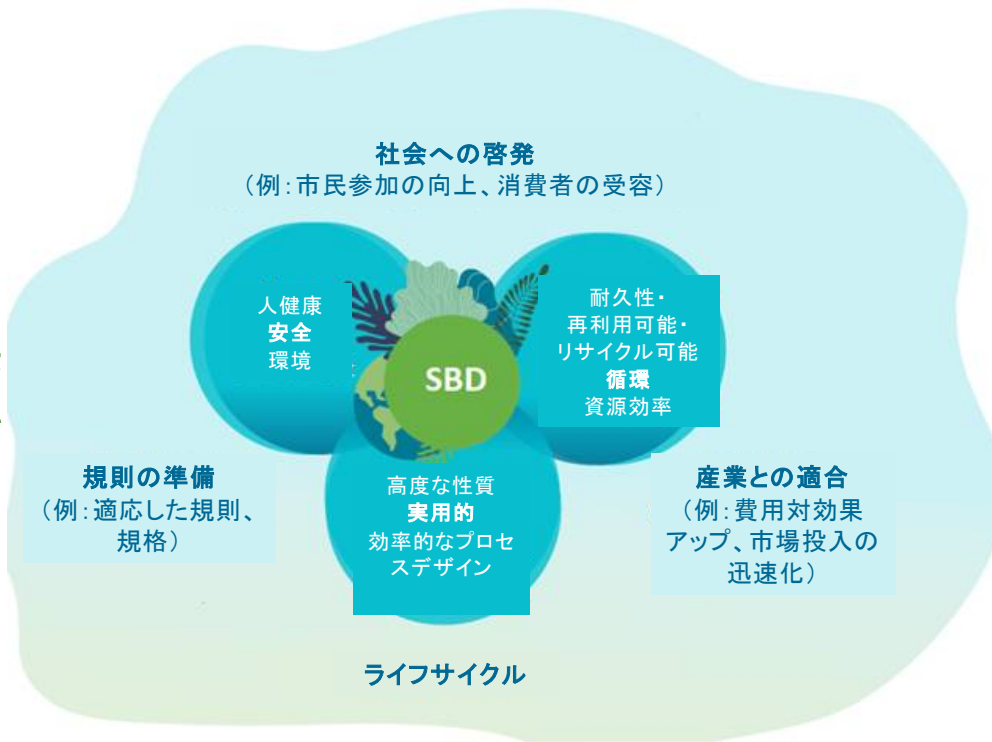 社会への啓発
（例：市民参加の向上、消費者の受容）
人健康
安全
環境
SBD
耐久性・
再利用可能・
リサイクル可能
循環
資源効率
規則の準備
（例：適応した規則、
規格）
高度な性質
実用的
効率的なプロセ
スデザイン
産業との適合
（例：費用対効果
アップ、市場投入の
迅速化）
ライフサイクル